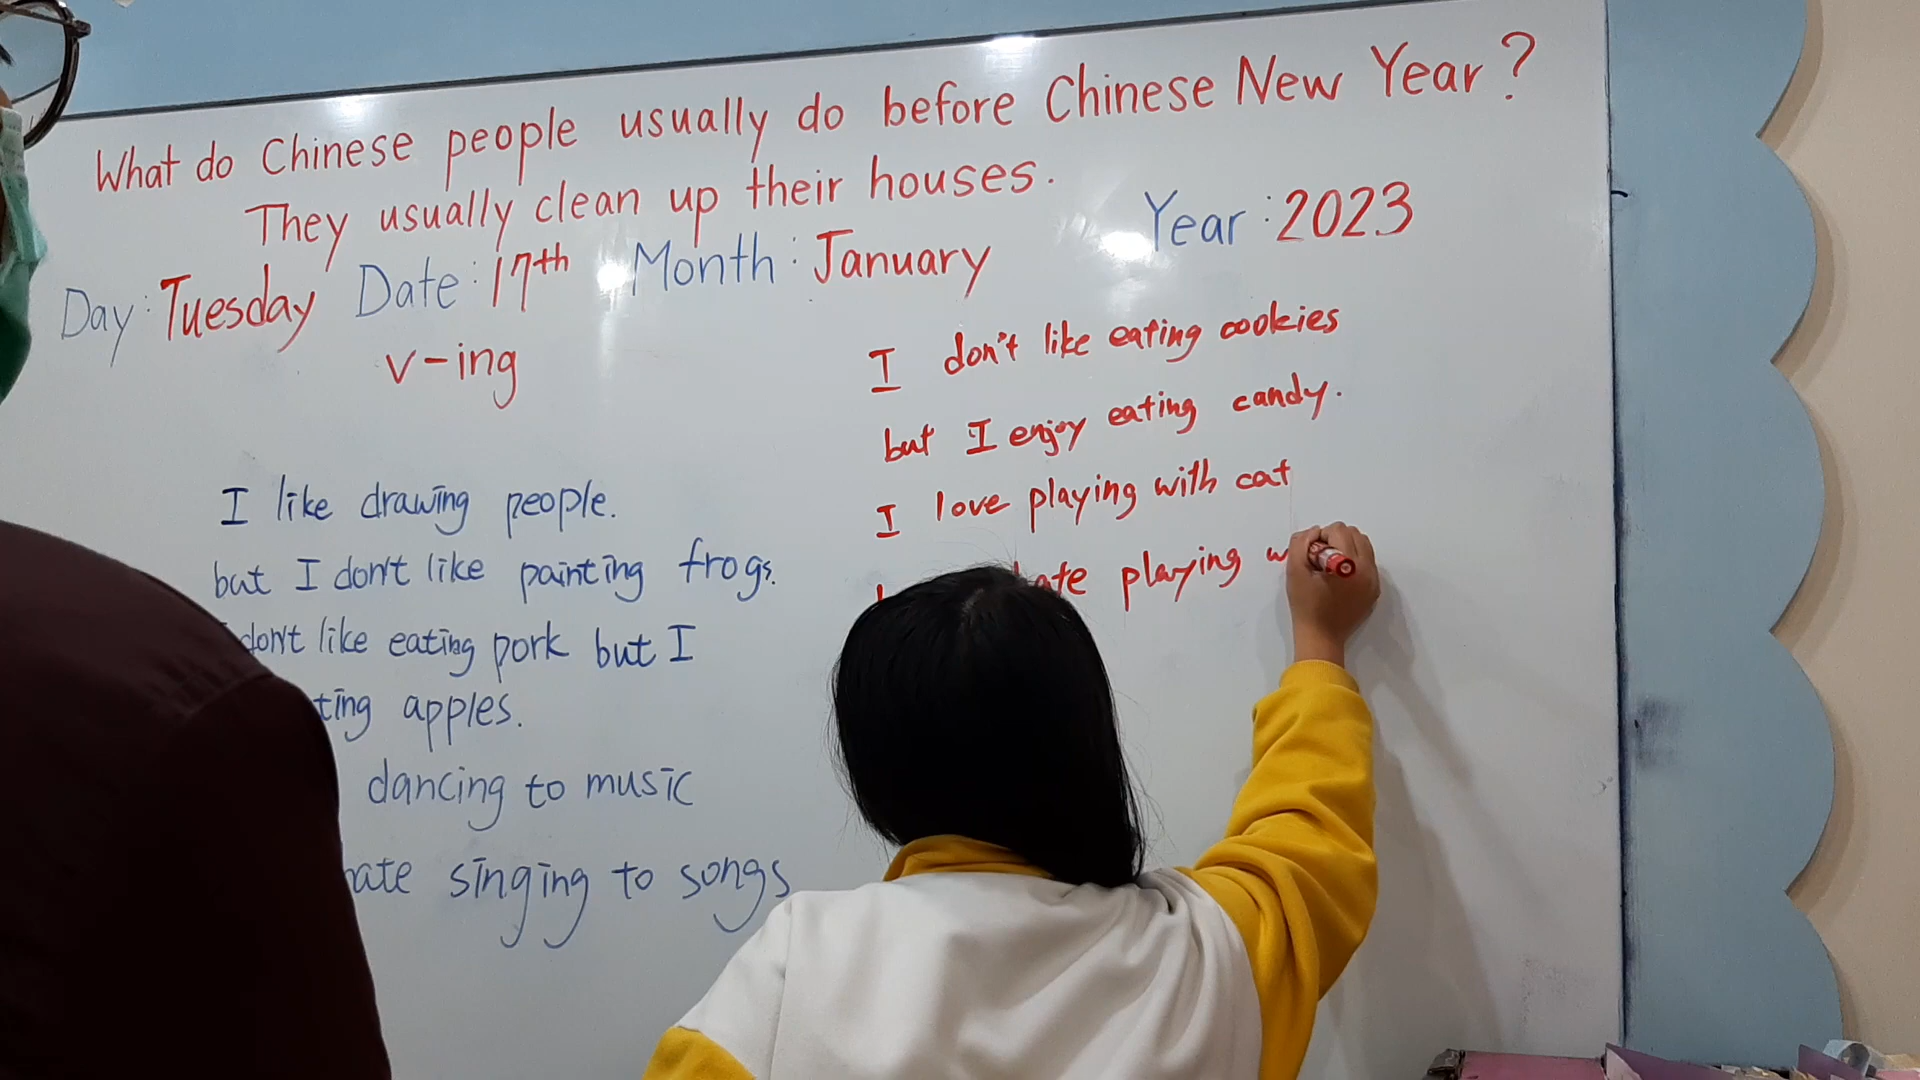 What do Chinese people usually do before Chinese New Year?
They usually clean up their houses.
Day: Tuesday Date: 17th Month: January Year: 2023
v-ing
I like drawing people.
but I don't like painting frogs.
don't like eating pork but I
ting apples.
dancing to music
hate singing to songs
I don't like eating cookies
but I enjoy eating candy.
I love playing with cat
hate playing w